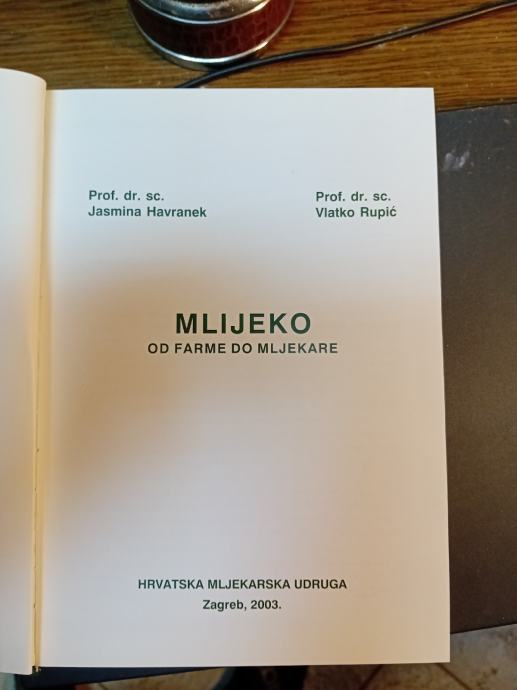 Prof. dr. sc.
Jasmina Havranek
Prof. dr. sc.
Vlatko Rupić
MLIJEKO
OD FARME DO MLJEKARE
HRVATSKA MLJEKARSKA UDRUGA
Zagreb, 2003.